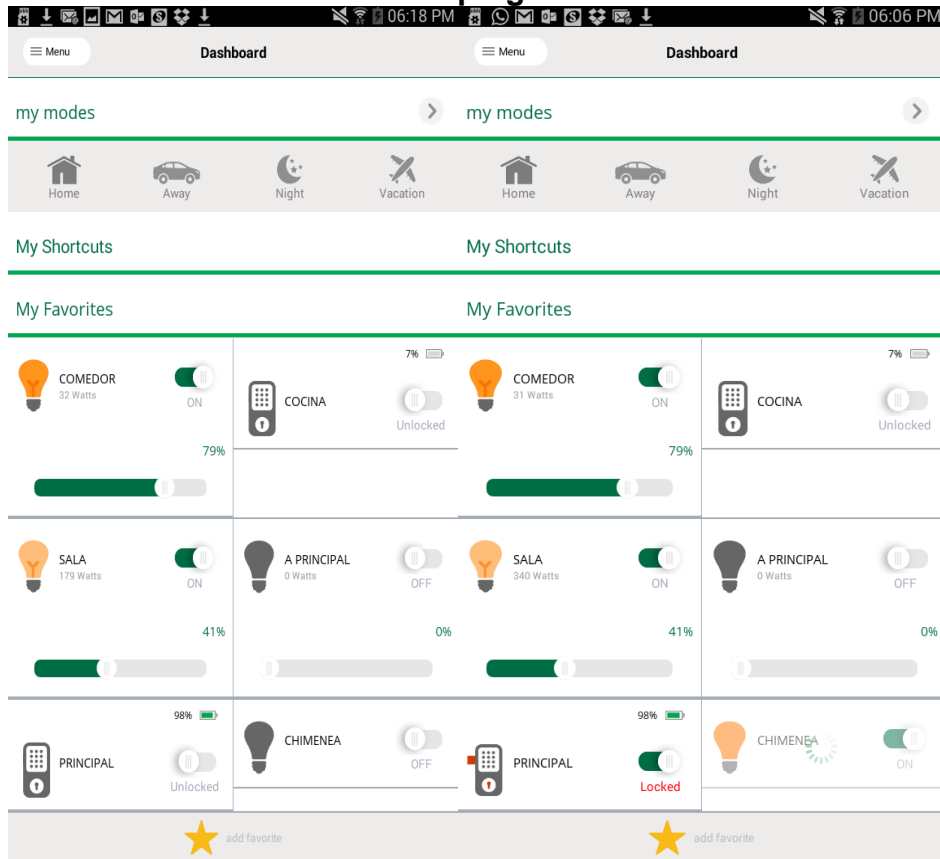 06:18 PM
Menu
Dashboard
my modes
Home Away Night Vacation
My Shortcuts
My Favorites
COMEDOR
32 Watts
ON
79%
7%
COCINA
Unlocked
SALA
179 Watts
ON
41%
A PRINCIPAL
0 Watts
OFF
0%
98%
PRINCIPAL
Unlocked
CHIMENEA
OFF
add favorite
06:06 PM
Menu
Dashboard
my modes
Home Away Night Vacation
My Shortcuts
My Favorites
COMEDOR
31 Watts
ON
79%
7%
COCINA
Unlocked
SALA
340 Watts
ON
41%
A PRINCIPAL
0 Watts
OFF
0%
98%
PRINCIPAL
Locked
CHIMENEA
ON
add favorite